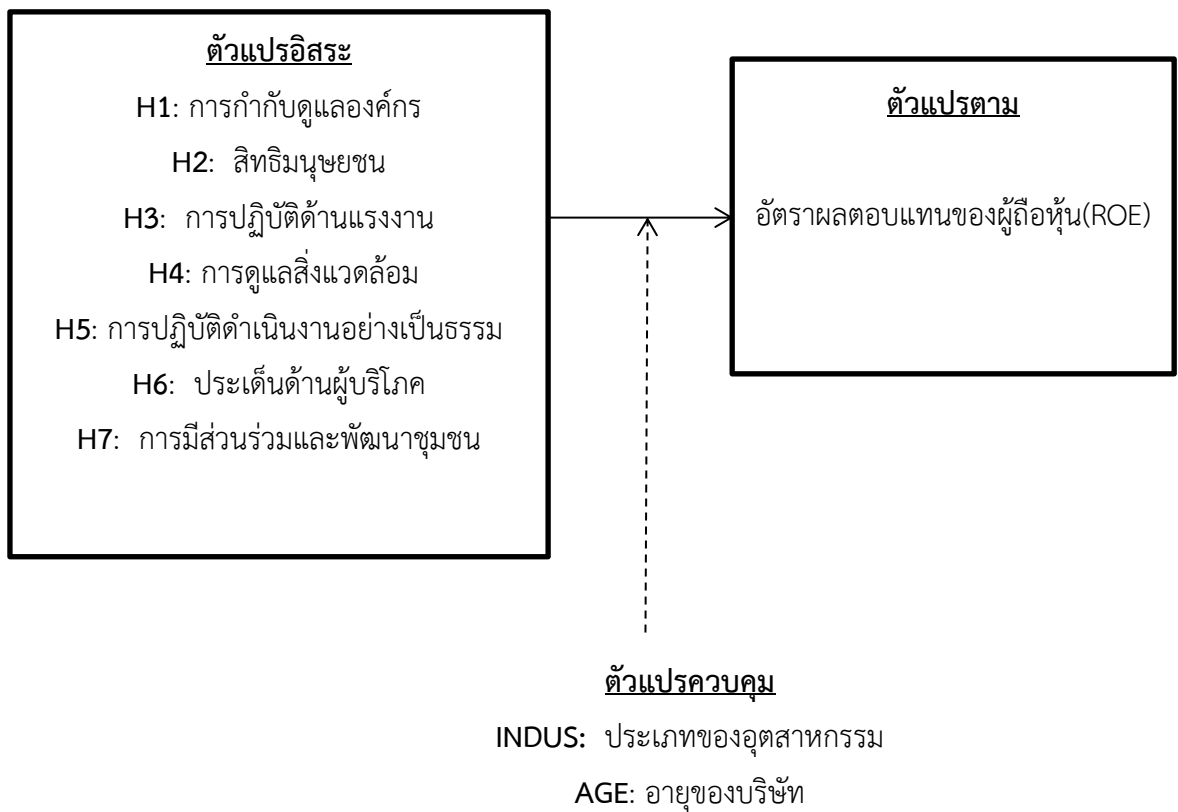 ตัวแปรอิสระ
H1: การกำกับดูแลองค์กร
H2: สิทธิมนุษยชน
H3: การปฏิบัติด้านแรงงาน
H4: การดูแลสิ่งแวดล้อม
H5: การปฏิบัติดำเนินงานอย่างเป็นธรรม
H6: ประเด็นด้านผู้บริโภค
H7: การมีส่วนร่วมและพัฒนาชุมชน
ตัวแปรตาม
อัตราผลตอบแทนของผู้ถือหุ้น(ROE)
ตัวแปรควบคุม
INDUS: ประเภทของอุตสาหกรรม
AGE: อายุของบริษัท